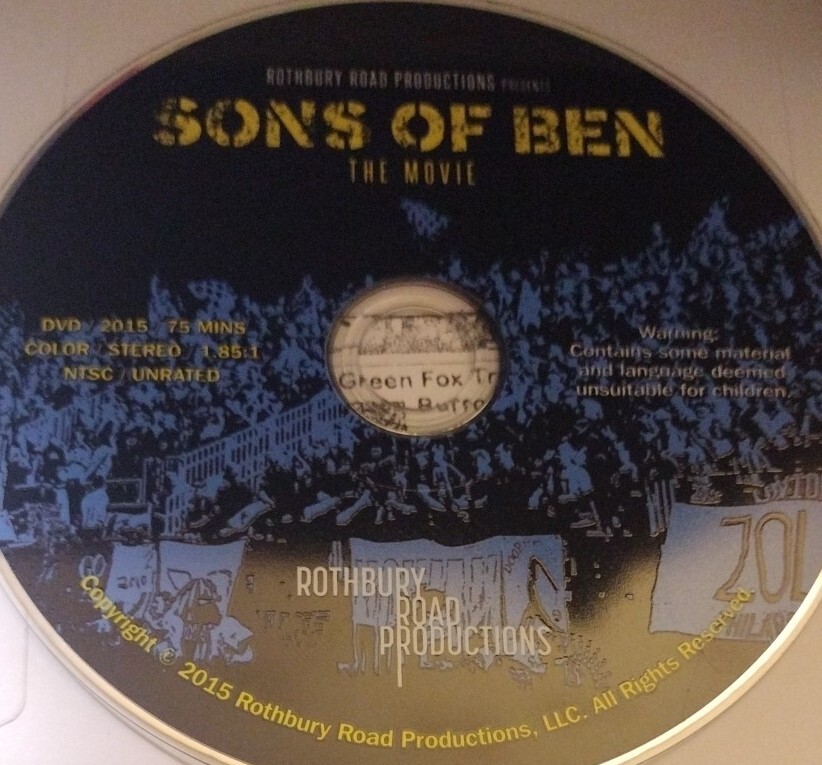 ROTHBURY ROAD PRODUCTIONS PRESENTS
SONS OF BEN
THE MOVIE
DVD / 2015 / 75 MINS
COLOR / STEREO / 1.85:1
NTSC / UNRATED
Warning:
Contains some material
and language deemed
unsuitable for children.
Green Fox Tr
ZOL
ROTHBURY
ROAD
PRODUCTIONS
Copyright © 2015 Rothbury Road Productions, LLC. All Rights Reserved.